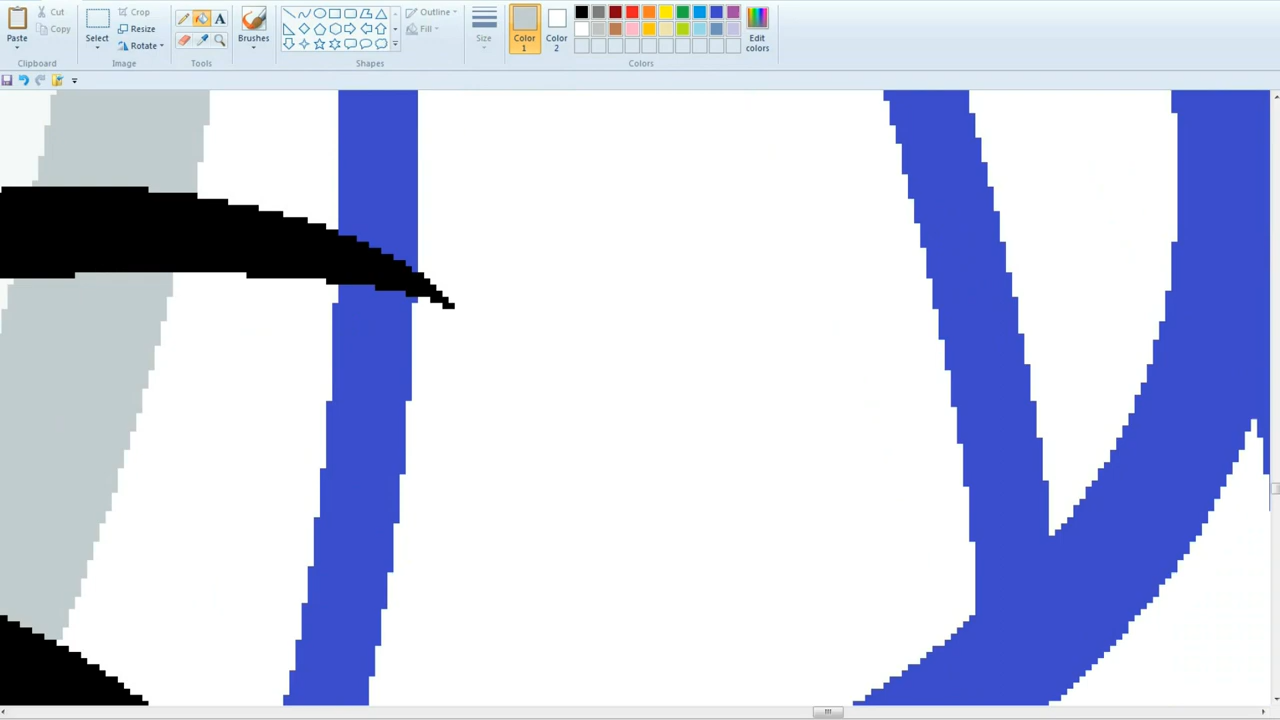 Paste
Cut
Copy
Clipboard
Select
Crop
Resize
Rotate
Image
A
Tools
Brushes
Shapes
Outline
Fill
Size
Color
1
Color
2
Edit
colors
Colors